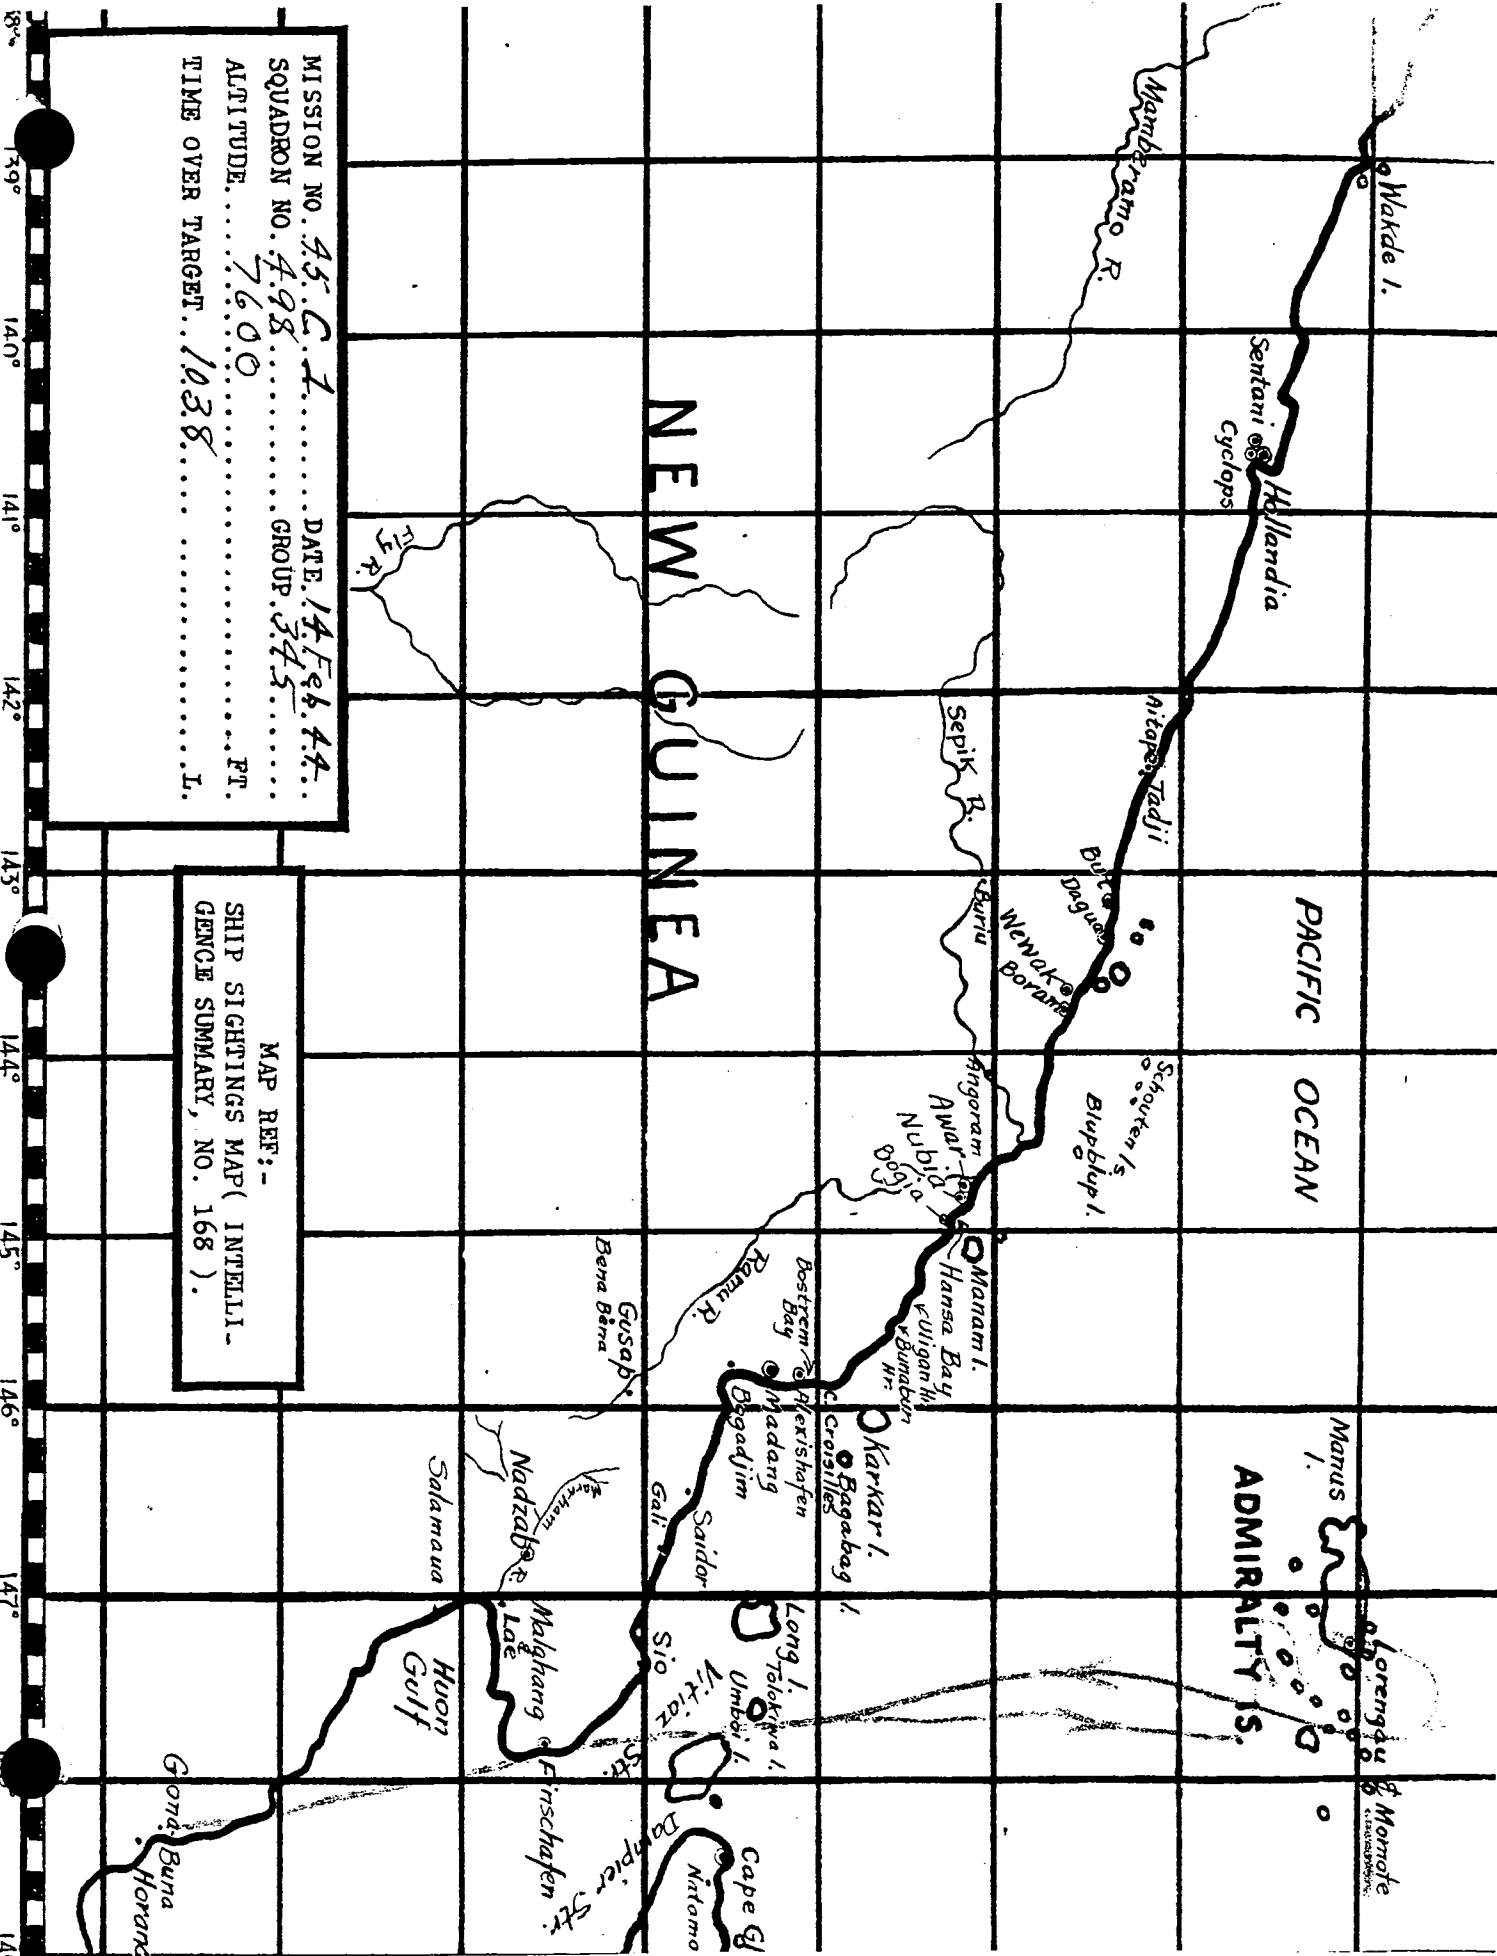 Wakde I.
Mamberamo R.
Sentani
Cyclops
Hollandia
PACIFIC OCEAN
Aitape
Tadji
But
Dagua
Wewak
Boram
Sepik R.
Buriu
Schouten Is
Blupblup I.
Angoram
Awar
Nubia
Bogia
Manam I.
Hansa Bay
Uligan Hr.
Bunabun
Hr.
Manus
I.
ADMIRALTY IS.
Lorengau &
Momote
Karkar I.
Bagabag I.
C. Croisilles
Alexishafen
Bostrem
Bay
Madang
Bogadjim
Ramu R.
Gusap
Bena Bena
NEW GUINEA
Fly
R.
Saidor
Gali
Sio
Long I.
Tolokiwa I.
Umboi I.
Vitiaz
Str.
Dampier Str.
Cape Gl
Natamo
Markham
R.
Nadzab
Malahang
&
Lae
Salamaua
Huon
Gulf
Finschafen
Gona
Buna
Horand
MISSION NO. 45 C 1 DATE 14 Feb. 44
SQUADRON NO. 498 GROUP 345
ALTITUDE 7600 FT.
TIME OVER TARGET 1038 L.
MAP REF:-
SHIP SIGHTINGS MAP( INTELLI-
GENCE SUMMARY, NO. 168 ).
139° 140° 141° 142° 143° 144° 145° 146° 147°